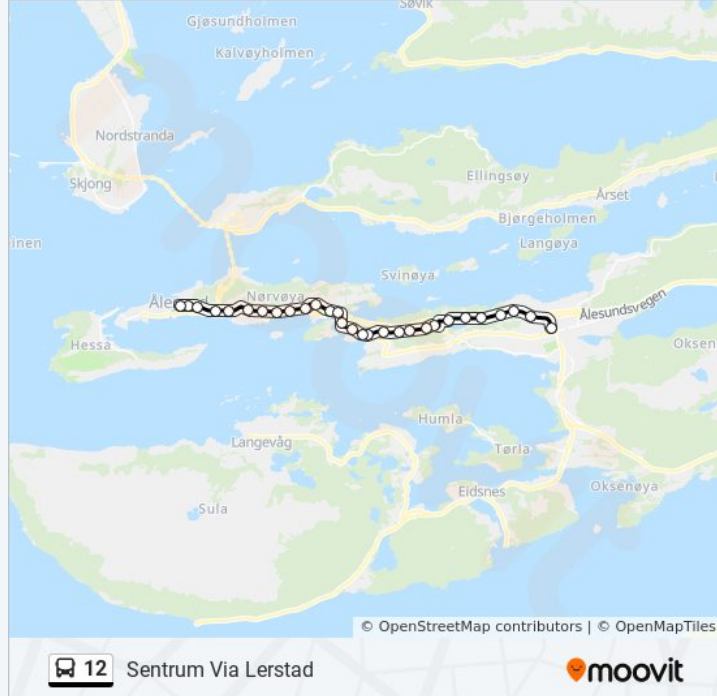 Søvik
Gjøsundholmen
Kalvøyholmen
Nordstranda
Skjong
Ellingsøy
Årset
Bjørgeholmen
Langøya
Svinøya
Nørvøya
Ålesundsvegen
Hessa
Humla
Langevåg
Tørla
Eidsnes
Oksenøya
Sula
© OpenStreetMap contributors | © OpenMapTiles
12 Sentrum Via Lerstad
moovit